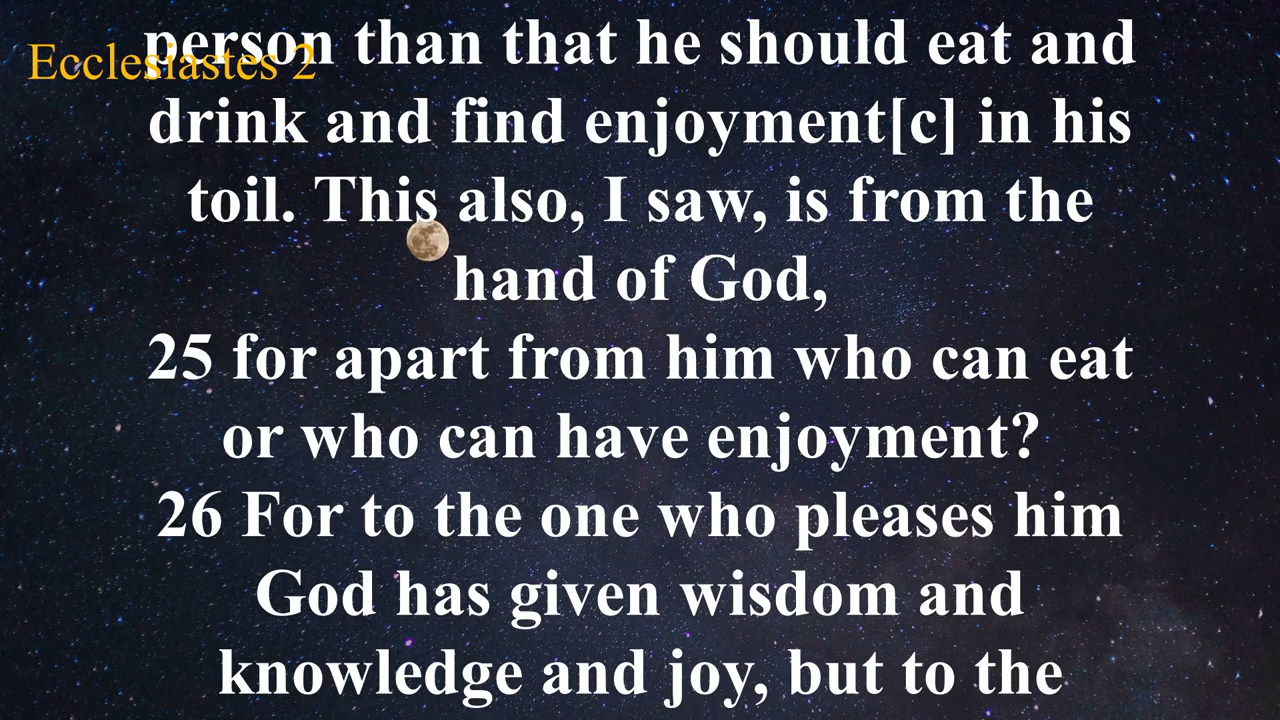 Ecclesiastes 2
person than that he should eat and
drink and find enjoyment[c] in his
toil. This also, I saw, is from the
hand of God,
25 for apart from him who can eat
or who can have enjoyment?
26 For to the one who pleases him
God has given wisdom and
knowledge and joy, but to the